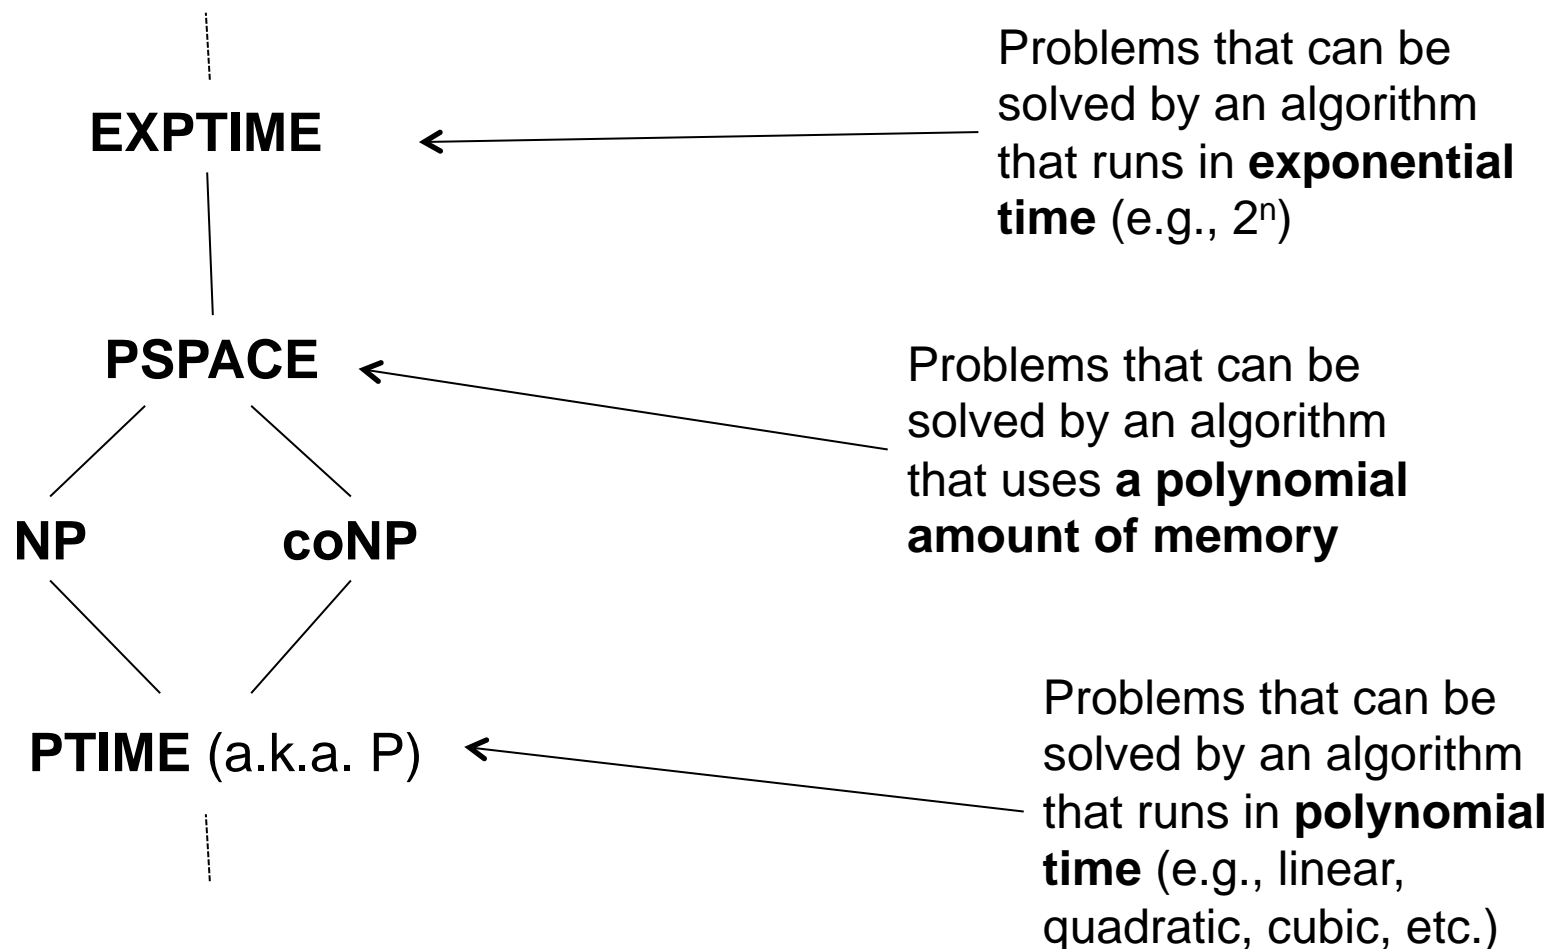 EXPTIME
Problems that can be
solved by an algorithm
that runs in exponential
time (e.g., 2ⁿ)
PSPACE
Problems that can be
solved by an algorithm
that uses a polynomial
amount of memory
NP
coNP
PTIME (a.k.a. P)
Problems that can be
solved by an algorithm
that runs in polynomial
time (e.g., linear,
quadratic, cubic, etc.)